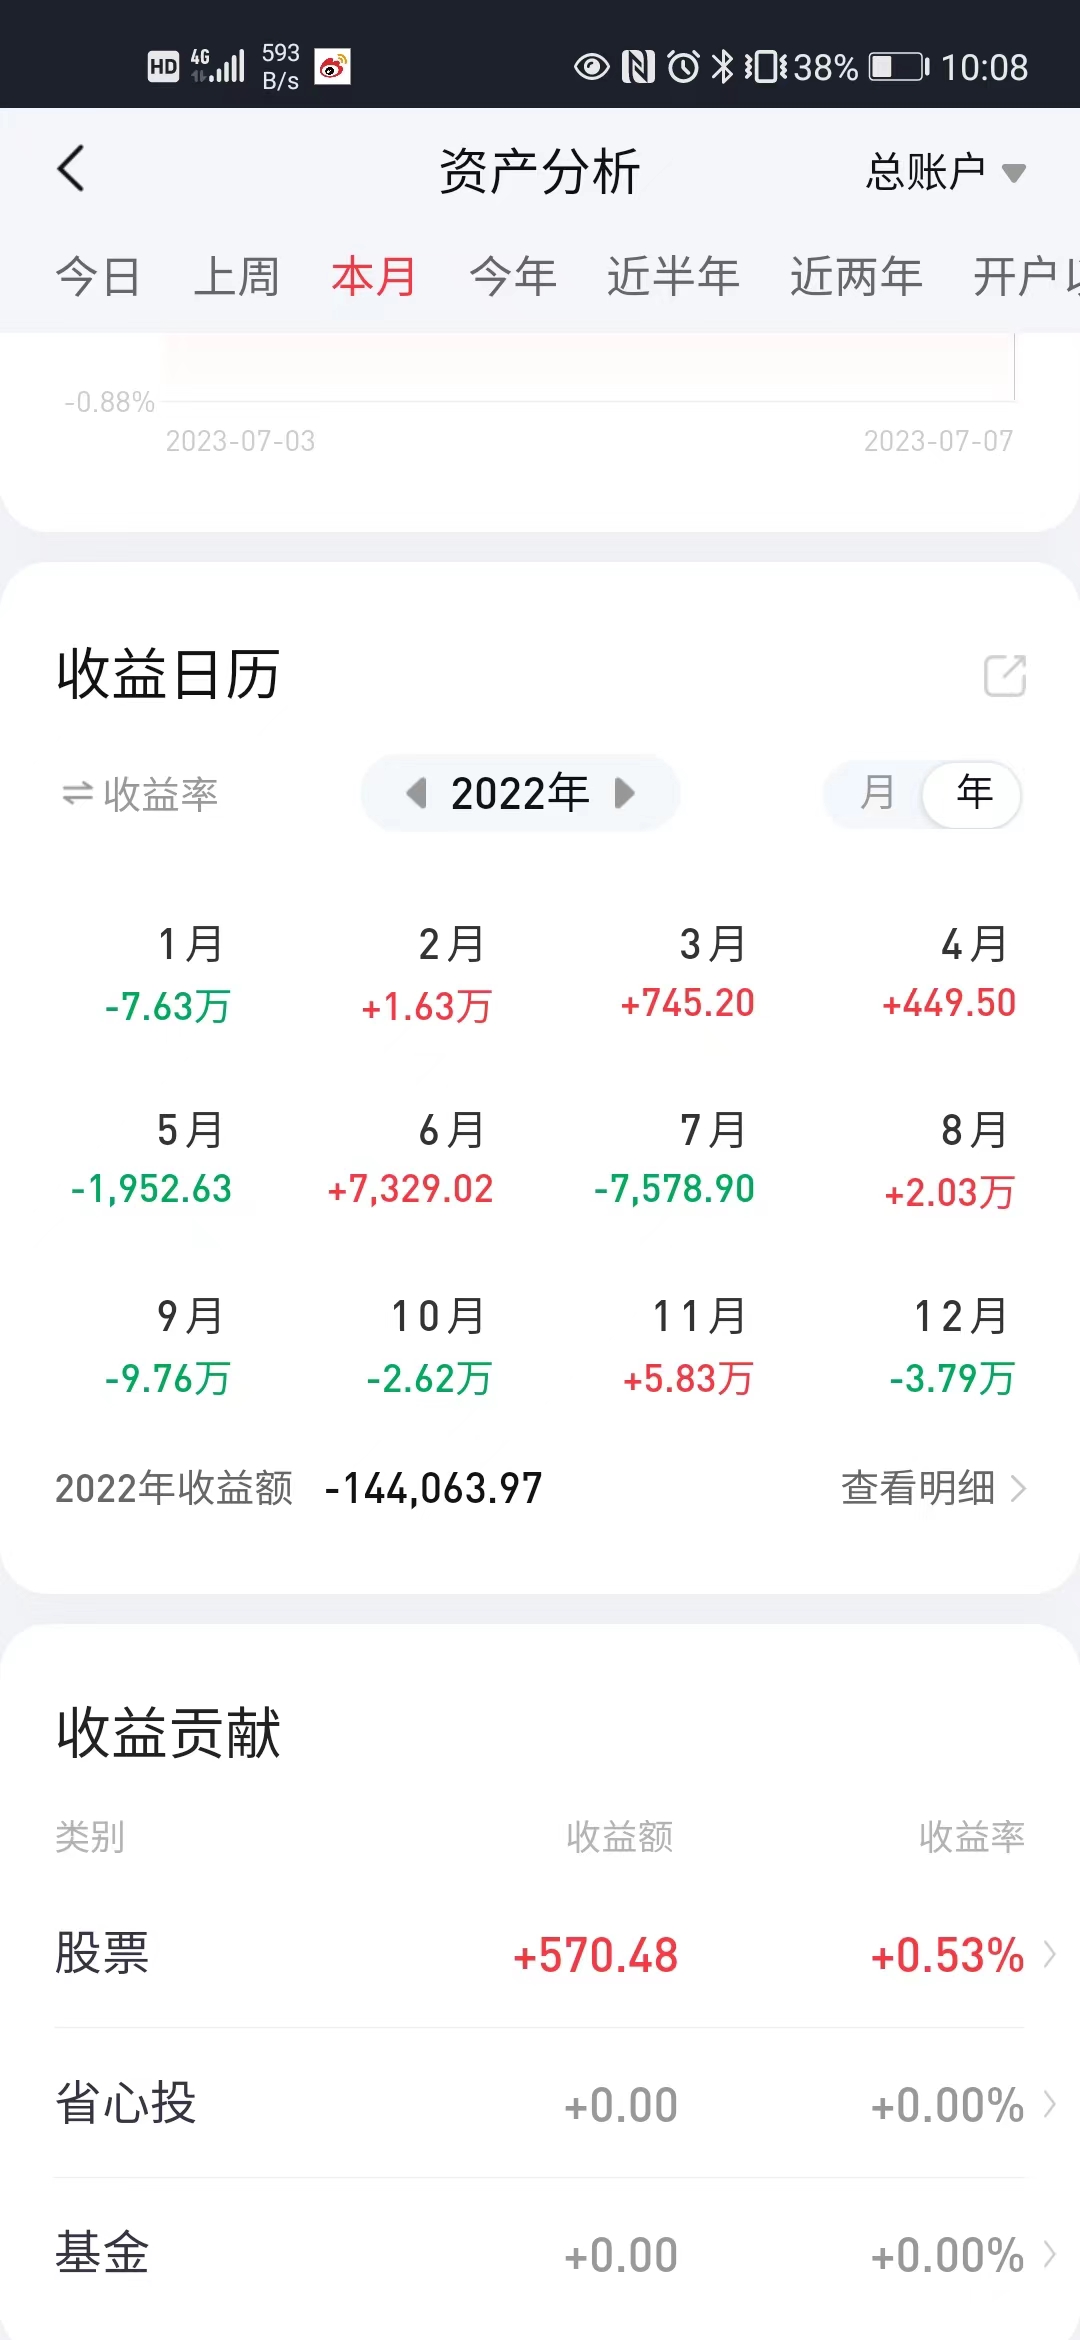 HD 4G 593 B/s 38% 10:08
资产分析 总账户
今日 上周 本月 今年 近半年 近两年 开户以
-0.88%
2023-07-03 2023-07-07
收益日历
收益率 2022年 月 年
1月 2月 3月 4月
-7.63万 +1.63万 +745.20 +449.50
5月 6月 7月 8月
-1,952.63 +7,329.02 -7,578.90 +2.03万
9月 10月 11月 12月
-9.76万 -2.62万 +5.83万 -3.79万
2022年收益额 -144,063.97 查看明细
收益贡献
类别 收益额 收益率
股票 +570.48 +0.53%
省心投 +0.00 +0.00%
基金 +0.00 +0.00%